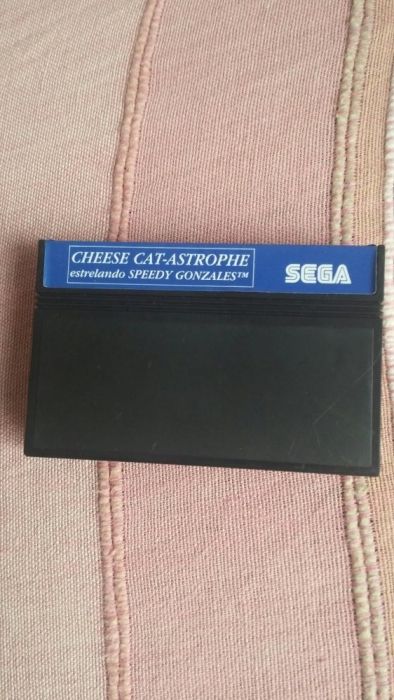 CHEESE CAT-ASTROPHE
estrelando SPEEDY GONZALES™
SEGA